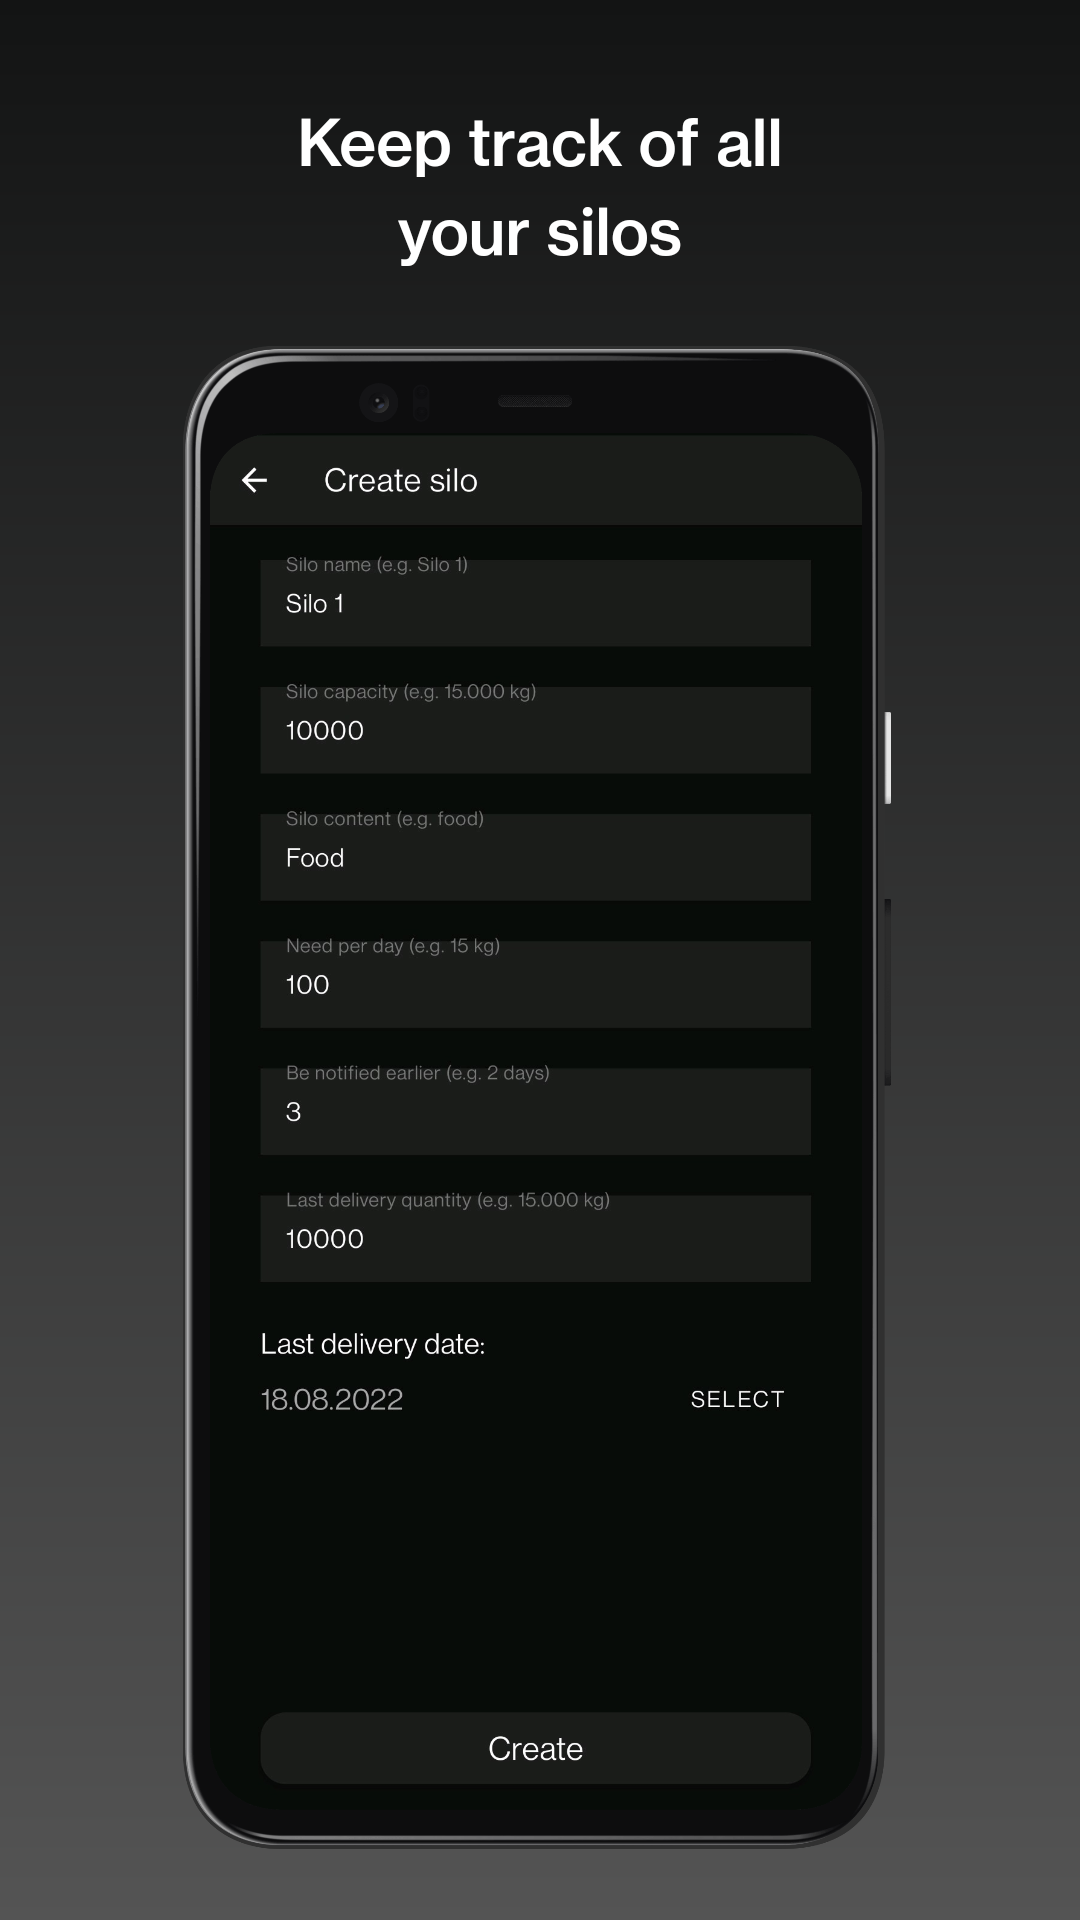 Keep track of all
your silos
Create silo
Silo name (e.g. Silo 1)
Silo 1
Silo capacity (e.g. 15.000 kg)
10000
Silo content (e.g. food)
Food
Need per day (e.g. 15 kg)
100
Be notified earlier (e.g. 2 days)
3
Last delivery quantity (e.g. 15.000 kg)
10000
Last delivery date:
18.08.2022 SELECT
Create